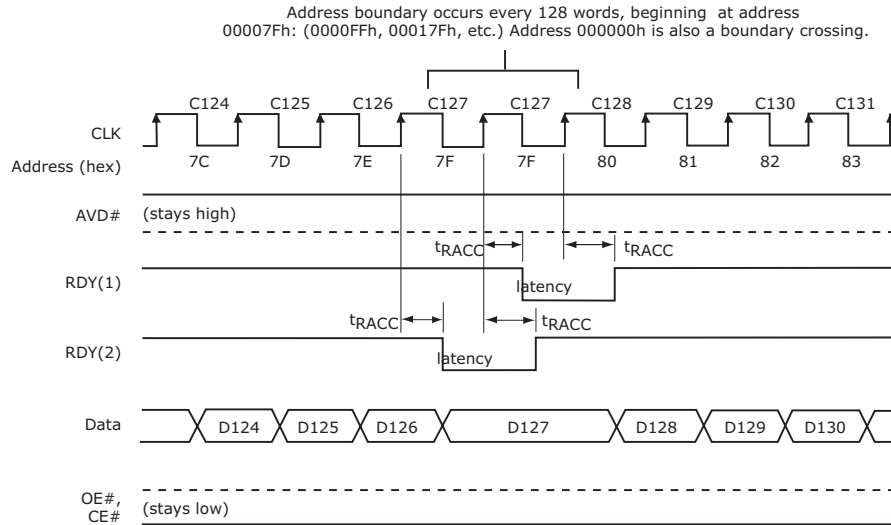 Address boundary occurs every 128 words, beginning at address
00007Fh: (0000FFh, 00017Fh, etc.) Address 000000h is also a boundary crossing.
C124 C125 C126 C127 C127 C128 C129 C130 C131
CLK
Address (hex) 7C 7D 7E 7F 7F 80 81 82 83
AVD# (stays high)
tRACC tRACC
RDY(1) latency
tRACC tRACC
RDY(2) latency
Data D124 D125 D126 D127 D128 D129 D130
OE#,
CE# (stays low)